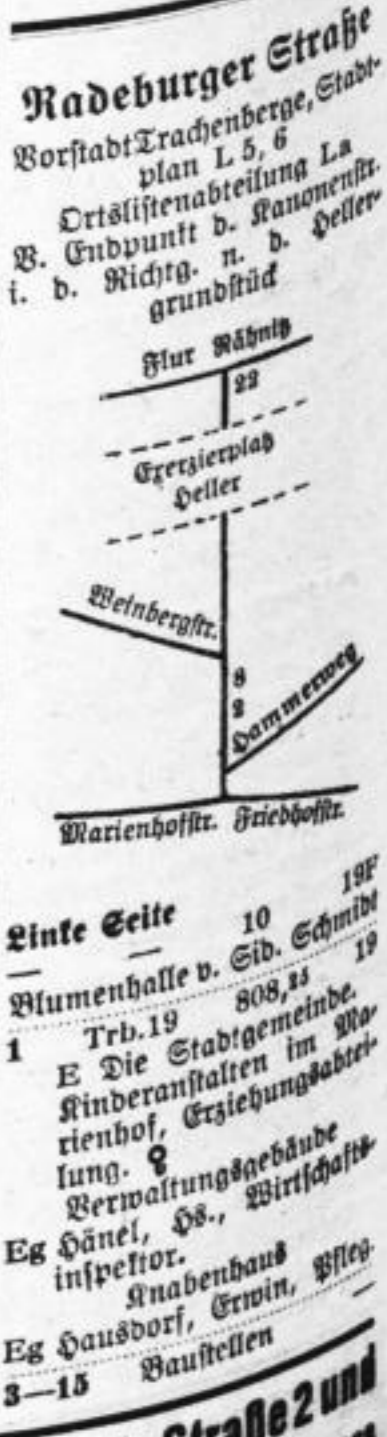 Radeburger Straße
Vorstadt Trachenberge, Stadt-
plan L 5, 6
Ortslistenabteilung La
V. Endpunkt d. Kanonenstr.
i. d. Richtg. n. d. Heller-
grundstück
Flur Rähnitz
22
Exerzierplatz
Heller
Weinbergstr.
8
2
Hammerweg
Marienhofstr. Friedhofstr.
Linke Seite 10 19F
— —
Blumenhalle v. Sid. Schmidt
1 Trb.19 808,25 19
E Die Stadtgemeinde.
Kinderanstalten im Ma-
rienhof, Erziehungsabtei-
lung.
Verwaltungsgebäude
Eg Hänel, Hs., Wirtschafts-
inspektor.
Knabenhaus
Eg Hausdorf, Erwin, Pfleg.
3—15 Baustellen —
Straße 2 und